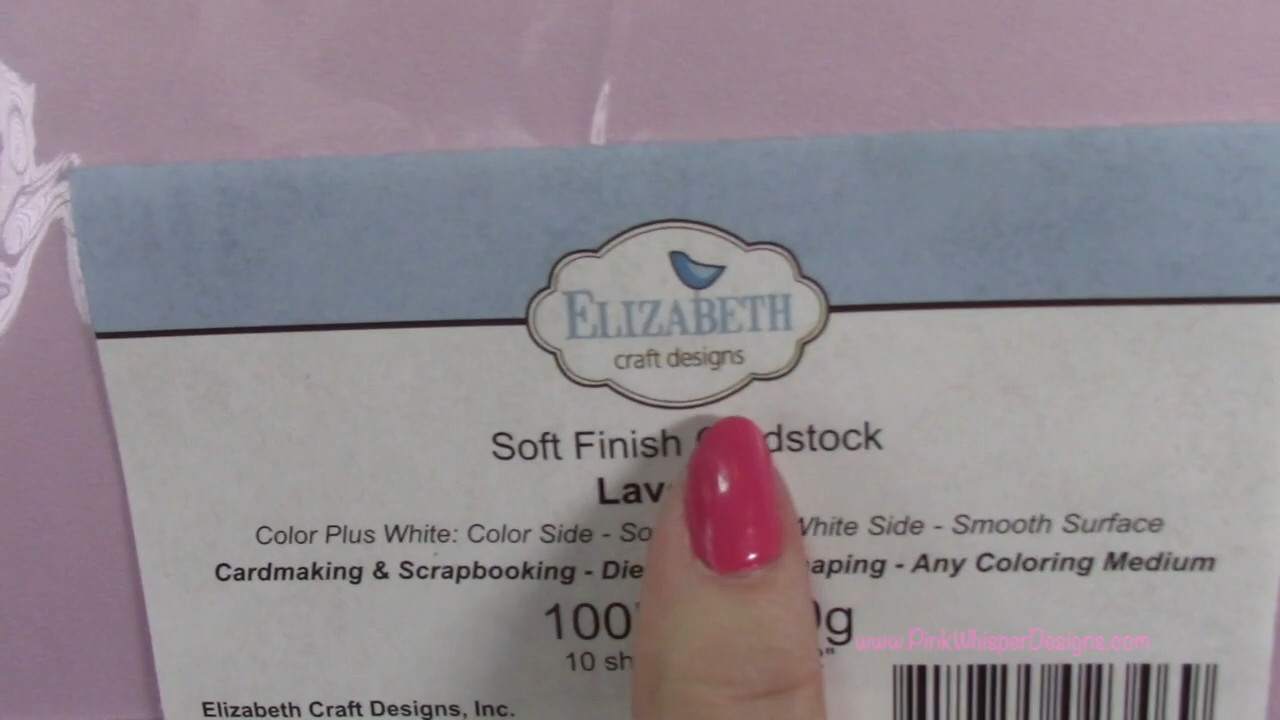 ELIZABETH
craft designs
Soft Finish dstock
Lav
Color Plus White: Color Side - So White Side - Smooth Surface
Cardmaking & Scrapbooking - Die aping - Any Coloring Medium
100 g
10 sh
www.PinkWhisperDesigns.com
Elizabeth Craft Designs, Inc.